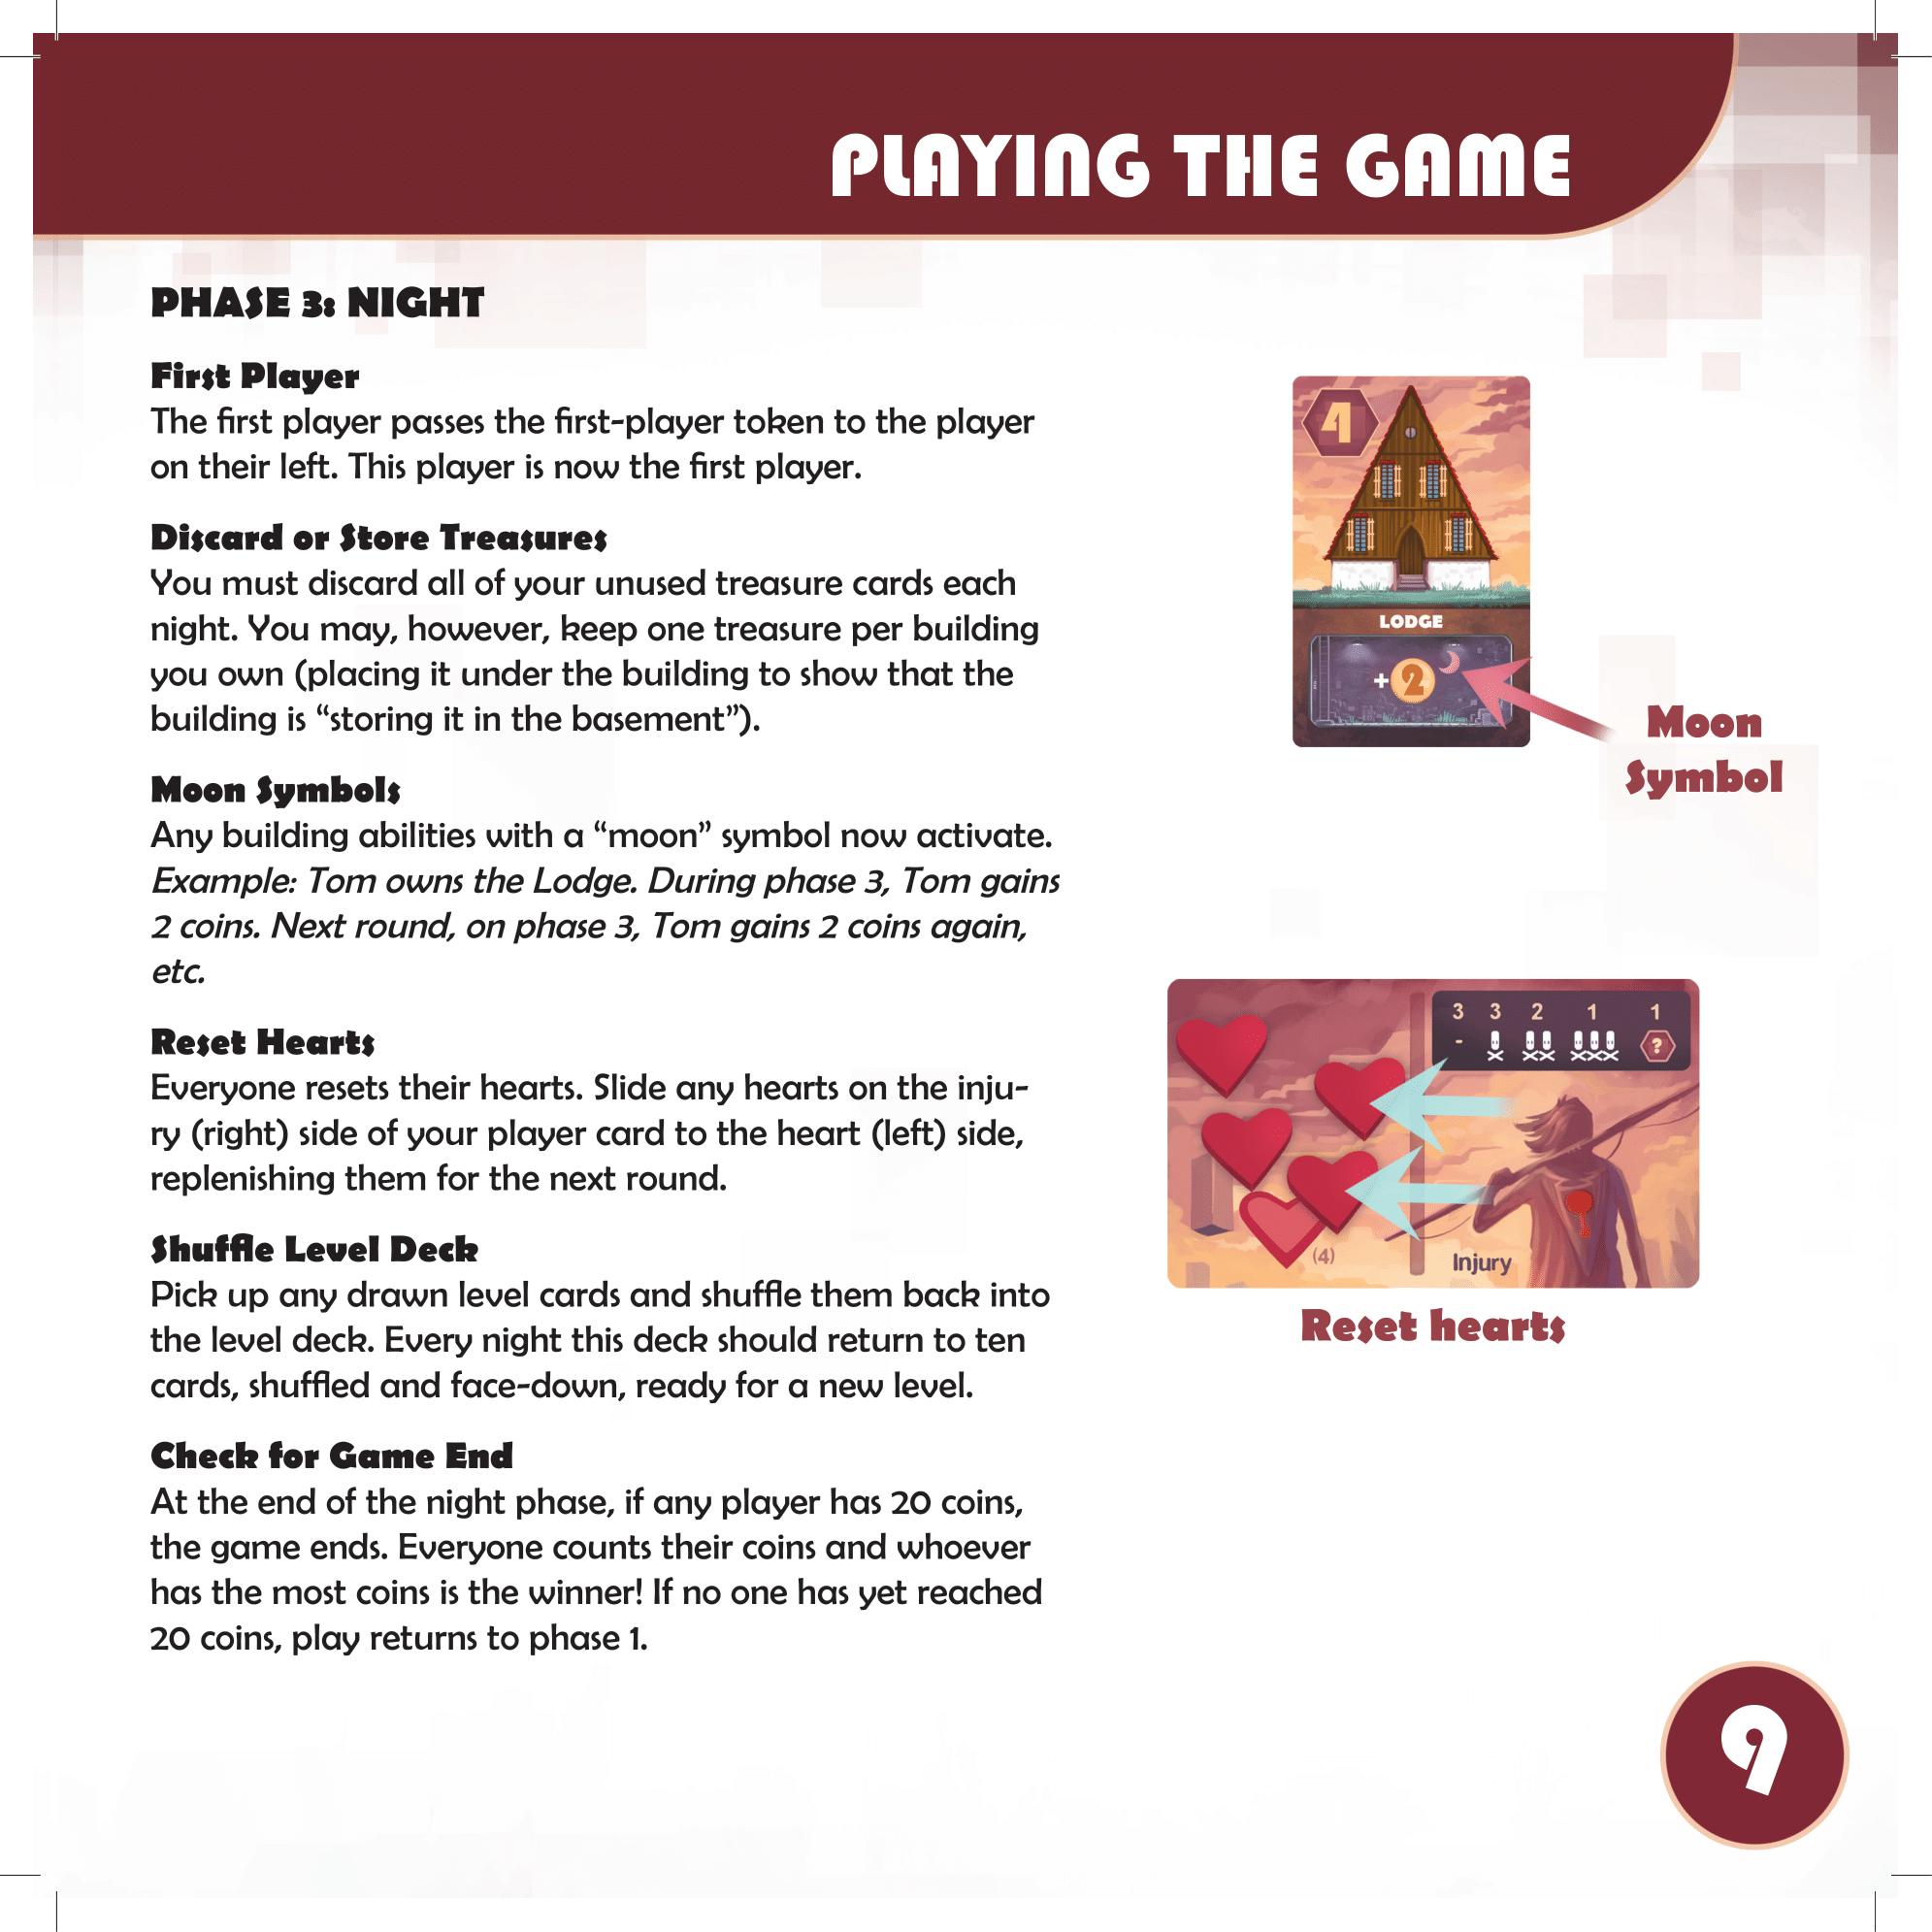 PLAYING THE GAME
PHASE 3: NIGHT
First Player
The first player passes the first-player token to the player
on their left. This player is now the first player.
Discard or Store Treasures
You must discard all of your unused treasure cards each
night. You may, however, keep one treasure per building
you own (placing it under the building to show that the
building is “storing it in the basement”).
Moon Symbols
Any building abilities with a “moon” symbol now activate.
Example: Tom owns the Lodge. During phase 3, Tom gains
2 coins. Next round, on phase 3, Tom gains 2 coins again,
etc.
Reset Hearts
Everyone resets their hearts. Slide any hearts on the inju-
ry (right) side of your player card to the heart (left) side,
replenishing them for the next round.
Shuffle Level Deck
Pick up any drawn level cards and shuffle them back into
the level deck. Every night this deck should return to ten
cards, shuffled and face-down, ready for a new level.
Check for Game End
At the end of the night phase, if any player has 20 coins,
the game ends. Everyone counts their coins and whoever
has the most coins is the winner! If no one has yet reached
20 coins, play returns to phase 1.
4
LODGE
+2
Moon
Symbol
3 3 2 1 1
- ?
(4)
Injury
Reset hearts
9